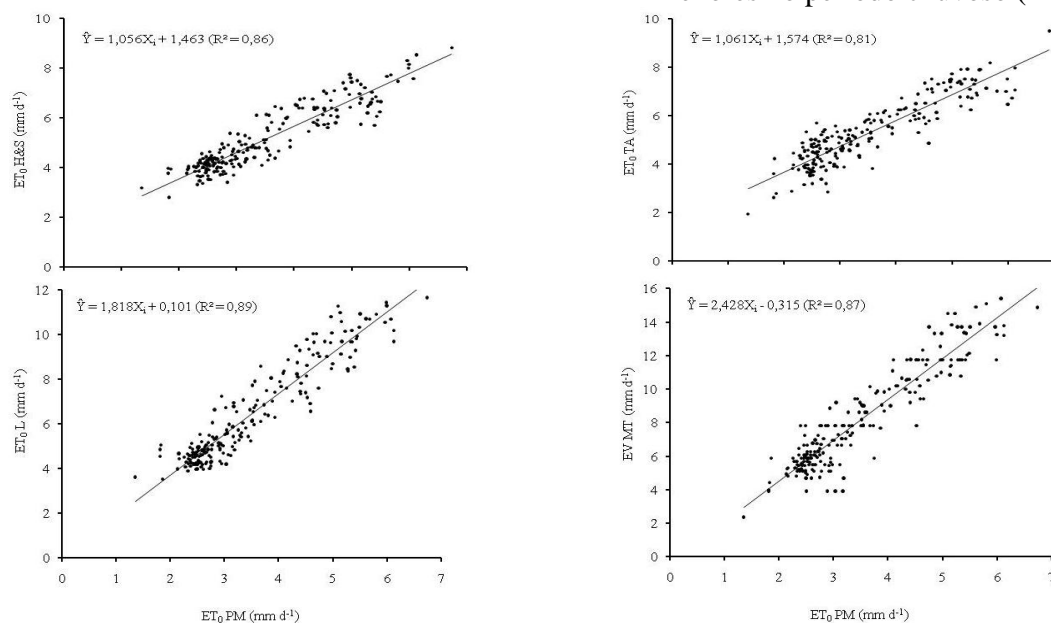 10
Ŷ = 1,056Xᵢ + 1,463 (R² = 0,86)
8
6
4
2
0
ET₀ H&S (mm d⁻¹)
10
Ŷ = 1,061Xᵢ + 1,574 (R² = 0,81)
8
6
4
2
0
ET₀ TA (mm d⁻¹)
12
Ŷ = 1,818Xᵢ + 0,101 (R² = 0,89)
10
8
6
4
2
0
ET₀ L (mm d⁻¹)
0 1 2 3 4 5 6 7
ET₀ PM (mm d⁻¹)
16
Ŷ = 2,428Xᵢ - 0,315 (R² = 0,87)
14
12
10
8
6
4
2
0
EV MT (mm d⁻¹)
0 1 2 3 4 5 6 7
ET₀ PM (mm d⁻¹)